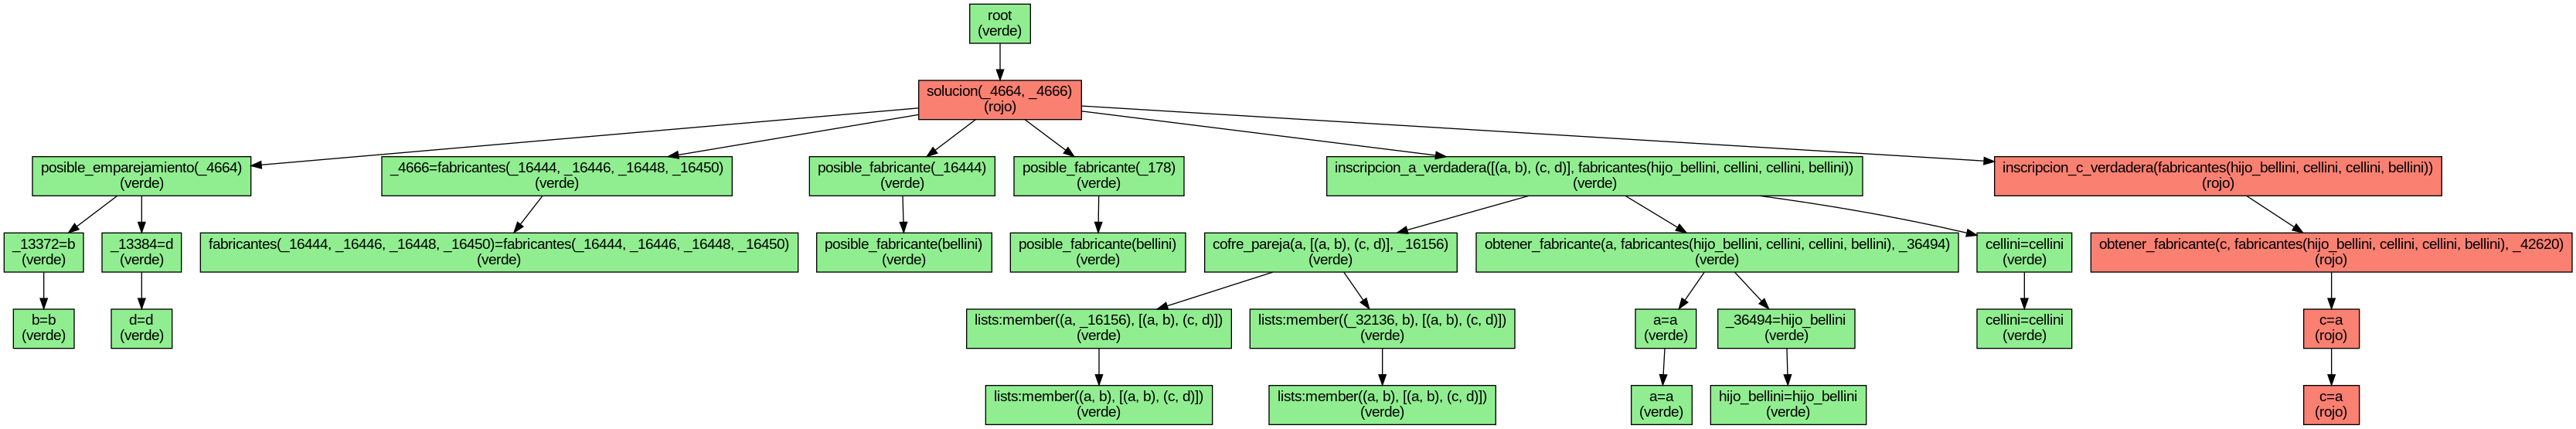 root
(verde)
solucion(_4664, _4666)
(rojo)
posible_emparejamiento(_4664)
(verde)
_4666=fabricantes(_16444, _16446, _16448, _16450)
(verde)
posible_fabricante(_16444)
(verde)
posible_fabricante(_178)
(verde)
inscripcion_a_verdadera([(a, b), (c, d)], fabricantes(hijo_bellini, cellini, cellini, bellini))
(verde)
inscripcion_c_verdadera(fabricantes(hijo_bellini, cellini, cellini, bellini))
(rojo)
_13372=b
(verde)
_13384=d
(verde)
fabricantes(_16444, _16446, _16448, _16450)=fabricantes(_16444, _16446, _16448, _16450)
(verde)
posible_fabricante(bellini)
(verde)
posible_fabricante(bellini)
(verde)
cofre_pareja(a, [(a, b), (c, d)], _16156)
(verde)
obtener_fabricante(a, fabricantes(hijo_bellini, cellini, cellini, bellini), _36494)
(verde)
cellini=cellini
(verde)
obtener_fabricante(c, fabricantes(hijo_bellini, cellini, cellini, bellini), _42620)
(rojo)
b=b
(verde)
d=d
(verde)
lists:member((a, _16156), [(a, b), (c, d)])
(verde)
lists:member((_32136, b), [(a, b), (c, d)])
(verde)
a=a
(verde)
_36494=hijo_bellini
(verde)
cellini=cellini
(verde)
c=a
(rojo)
lists:member((a, b), [(a, b), (c, d)])
(verde)
lists:member((a, b), [(a, b), (c, d)])
(verde)
a=a
(verde)
hijo_bellini=hijo_bellini
(verde)
c=a
(rojo)